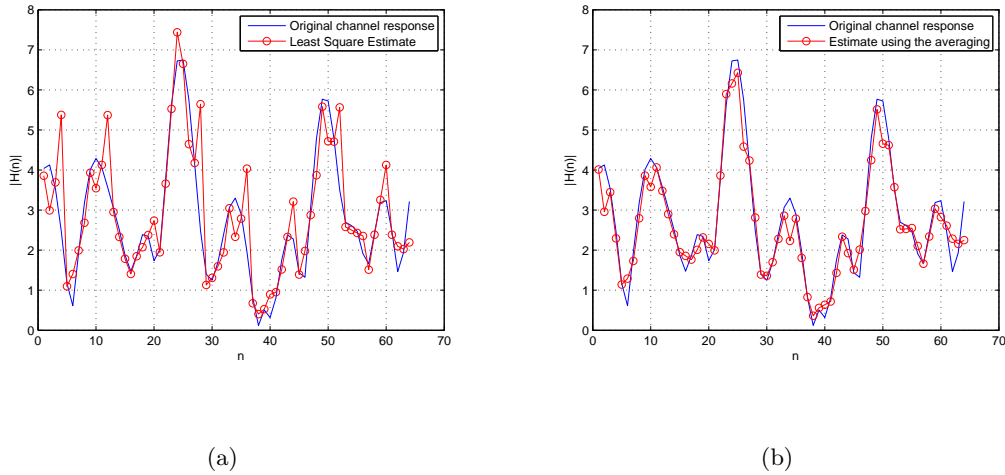 8
7
6
5
4
3
2
1
0
|H(n)|
0 10 20 30 40 50 60 70
n
Original channel response
Least Square Estimate
(a)
8
7
6
5
4
3
2
1
0
|H(n)|
0 10 20 30 40 50 60 70
n
Original channel response
Estimate using the averaging
(b)